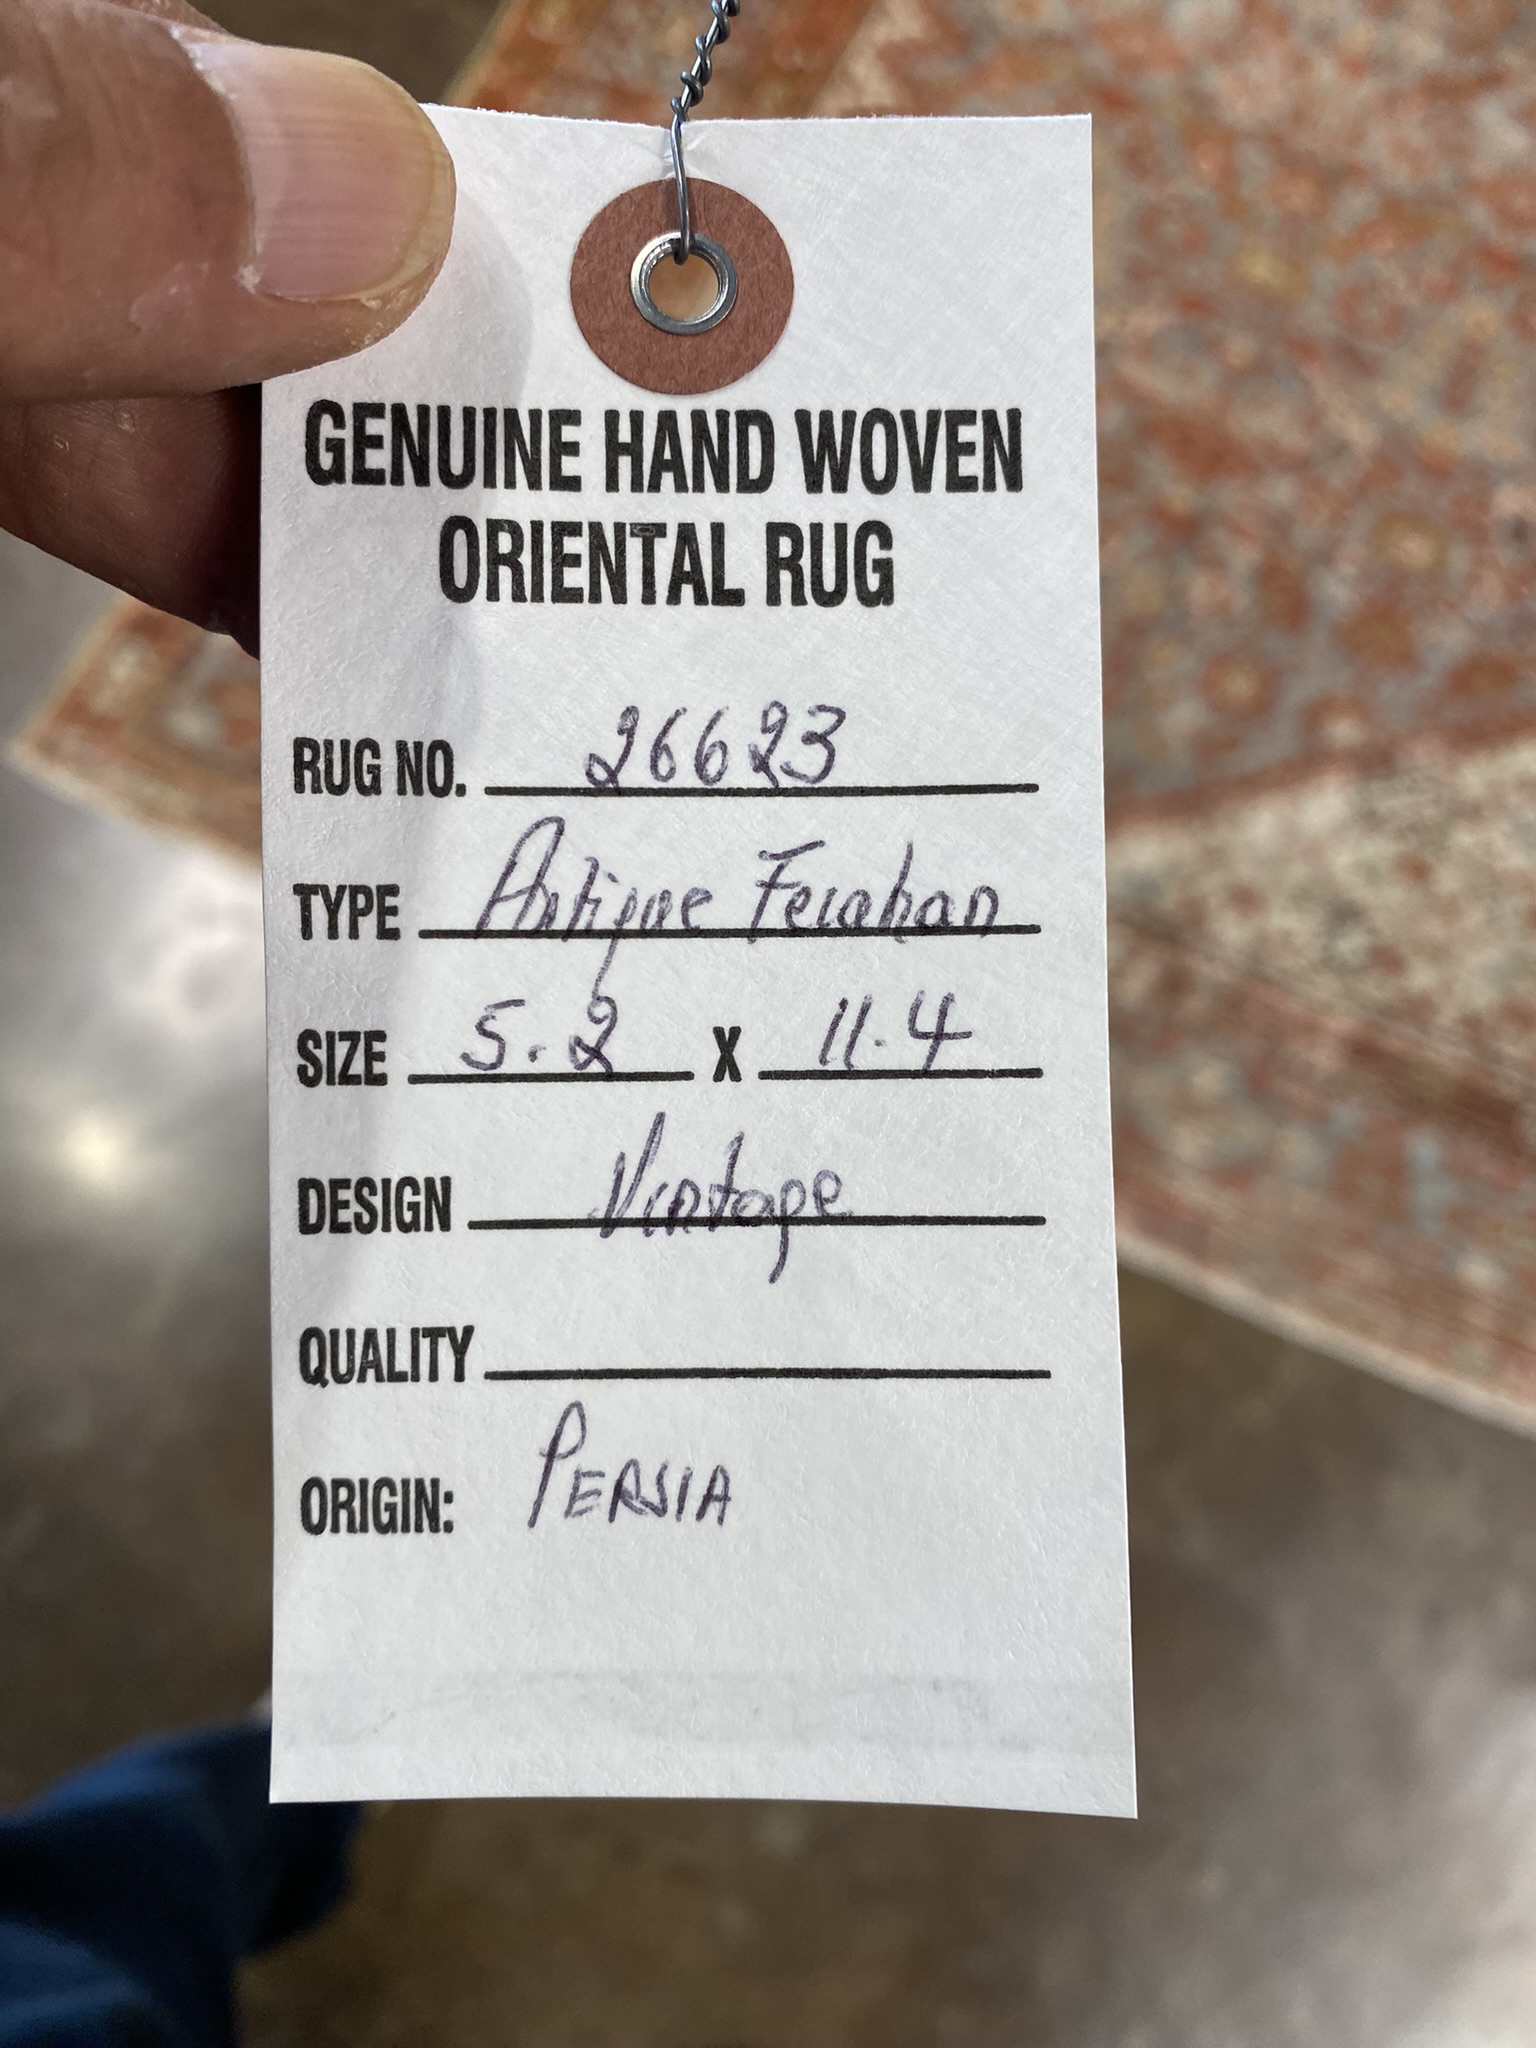 GENUINE HAND WOVEN
ORIENTAL RUG
RUG NO. 26623
TYPE Antique Ferahan
SIZE 5.2 X 11.4
DESIGN Vintage
QUALITY
ORIGIN: PERSIA